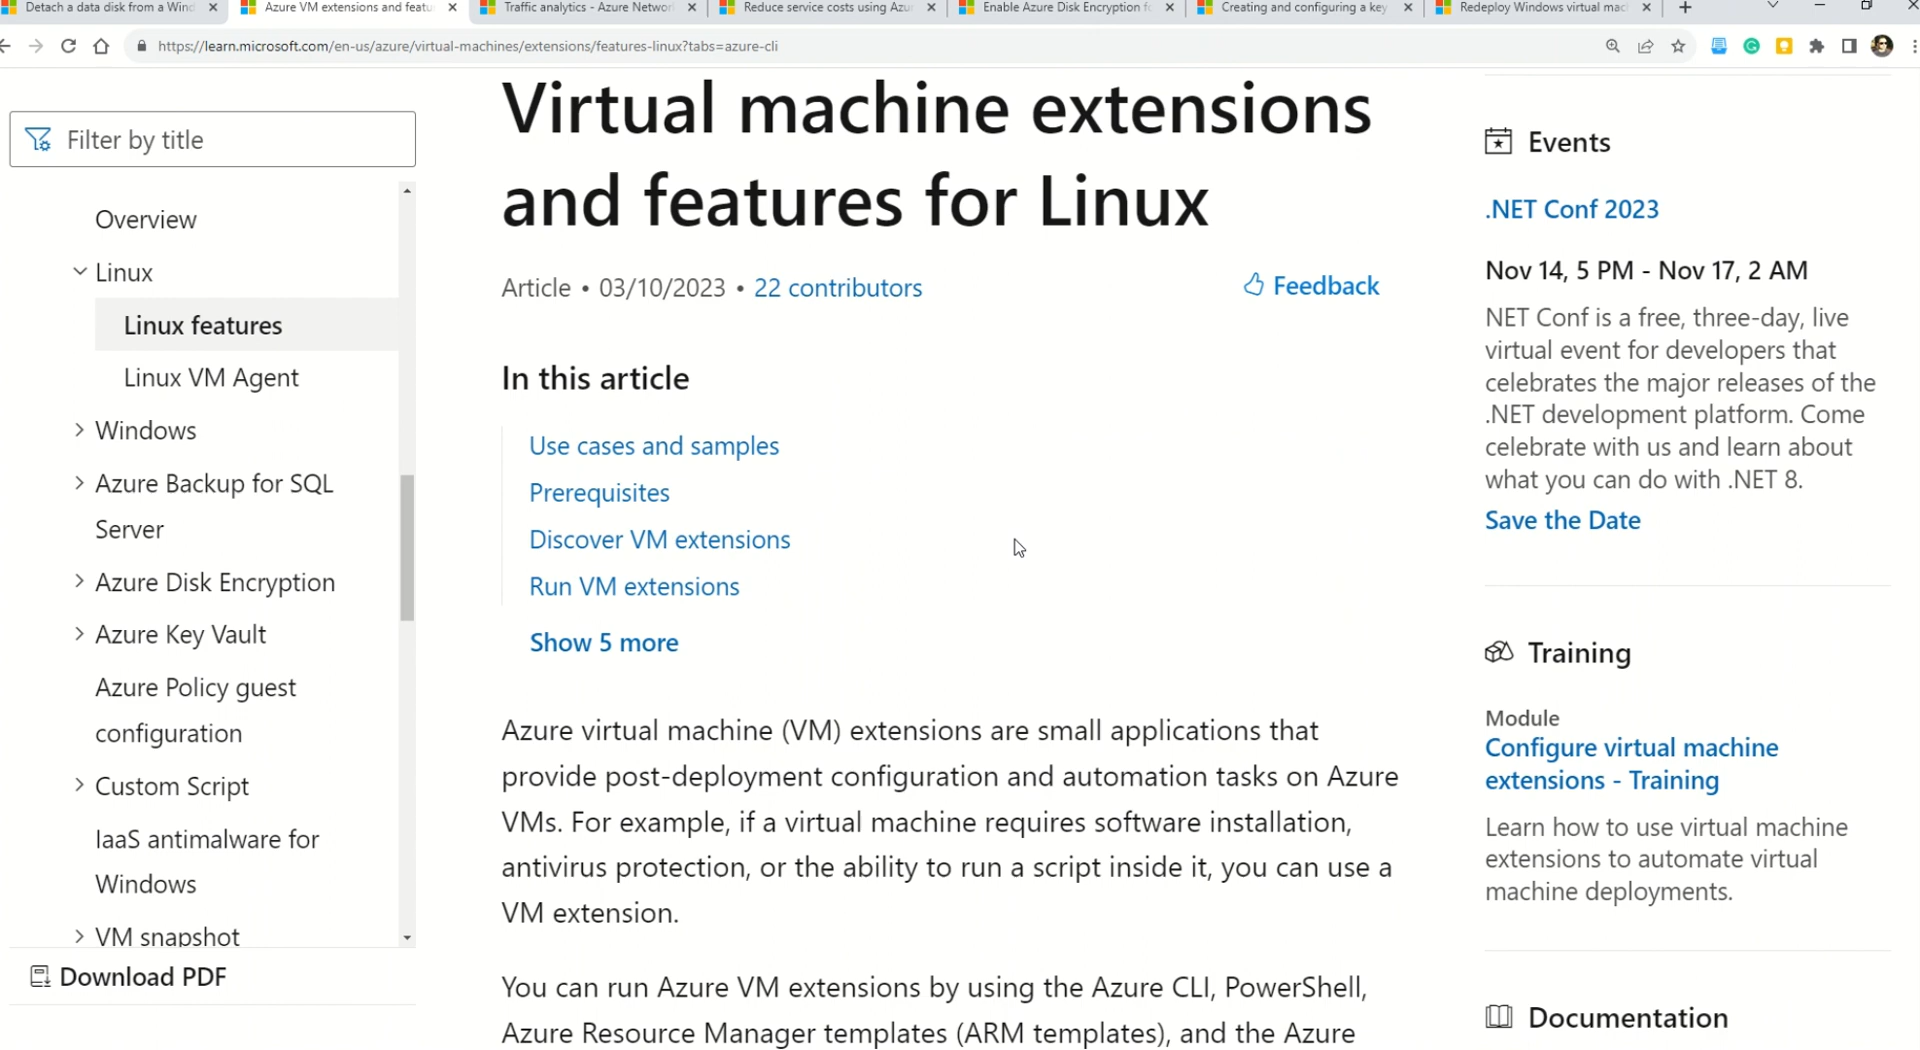 Detach a data disk from a Wind
Azure VM extensions and featu
Traffic analytics - Azure Networ
Reduce service costs using Azur
Enable Azure Disk Encryption fo
Creating and configuring a key
Redeploy Windows virtual mac
https://learn.microsoft.com/en-us/azure/virtual-machines/extensions/features-linux?tabs=azure-cli
Filter by title
Overview
Linux
Linux features
Linux VM Agent
Windows
Azure Backup for SQL
Server
Azure Disk Encryption
Azure Key Vault
Azure Policy guest
configuration
Custom Script
IaaS antimalware for
Windows
VM snapshot
Download PDF
Virtual machine extensions
and features for Linux
Article • 03/10/2023 • 22 contributors
Feedback
In this article
Use cases and samples
Prerequisites
Discover VM extensions
Run VM extensions
Show 5 more
Azure virtual machine (VM) extensions are small applications that
provide post-deployment configuration and automation tasks on Azure
VMs. For example, if a virtual machine requires software installation,
antivirus protection, or the ability to run a script inside it, you can use a
VM extension.
You can run Azure VM extensions by using the Azure CLI, PowerShell,
Azure Resource Manager templates (ARM templates), and the Azure
Events
.NET Conf 2023
Nov 14, 5 PM - Nov 17, 2 AM
NET Conf is a free, three-day, live
virtual event for developers that
celebrates the major releases of the
.NET development platform. Come
celebrate with us and learn about
what you can do with .NET 8.
Save the Date
Training
Module
Configure virtual machine
extensions - Training
Learn how to use virtual machine
extensions to automate virtual
machine deployments.
Documentation